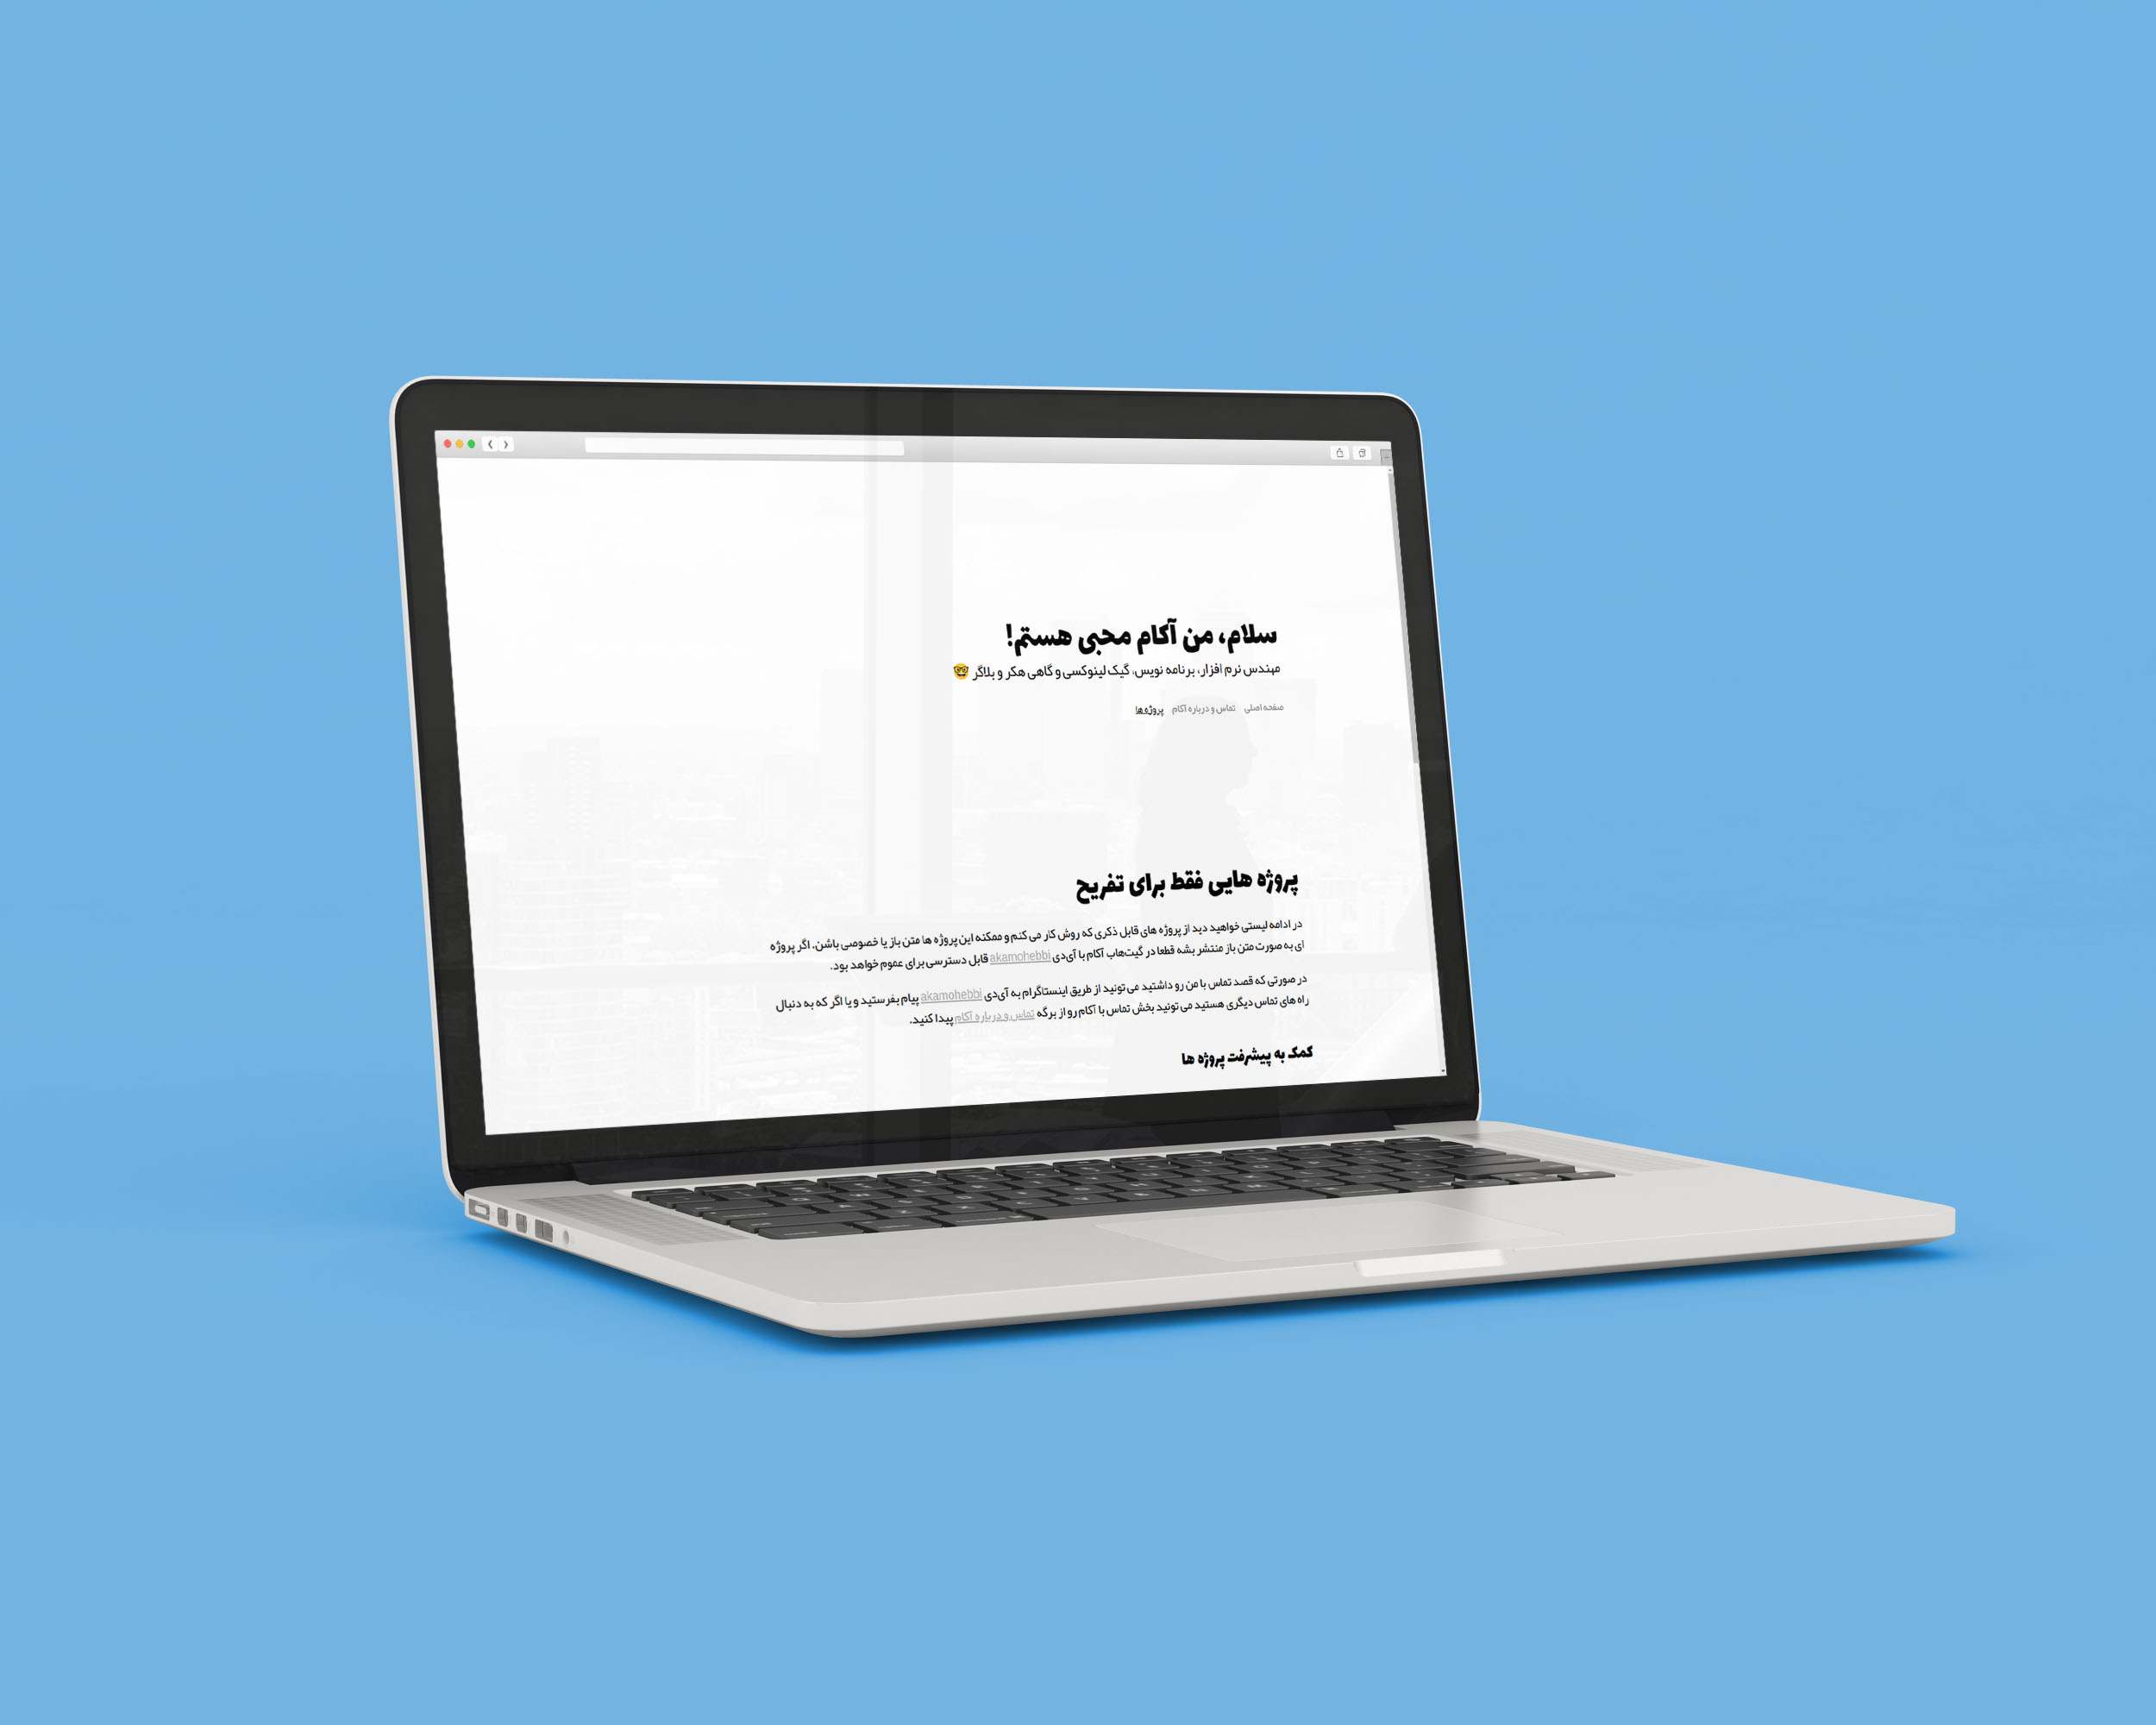 سلام، من آکام محبی هستم!
مهندس نرم افزار، برنامه نویس، گیک لینوکسی و گاهی هکر و بلاگر 🤓
صفحه اصلی تماس و درباره آکام پروژه ها
پروژه هایی فقط برای تفریح
در ادامه لیستی خواهید دید از پروژه های قابل ذکری که روش کار می کنم و ممکنه این پروژه ها متن باز یا خصوصی باشن. اگر پروژه
ای به صورت متن باز منتشر بشه قطعا در گیت‌هاب آکام با آی‌دی akamohebbi قابل دسترسی برای عموم خواهد بود.
در صورتی که قصد تماس با من رو داشتید می تونید از طریق اینستاگرام به آی‌دی akamohebbi پیام بفرستید و یا اگر که به دنبال
راه های تماس دیگری هستید می تونید بخش تماس با آکام رو از برگه تماس و درباره آکام پیدا کنید.
کمک به پیشرفت پروژه ها